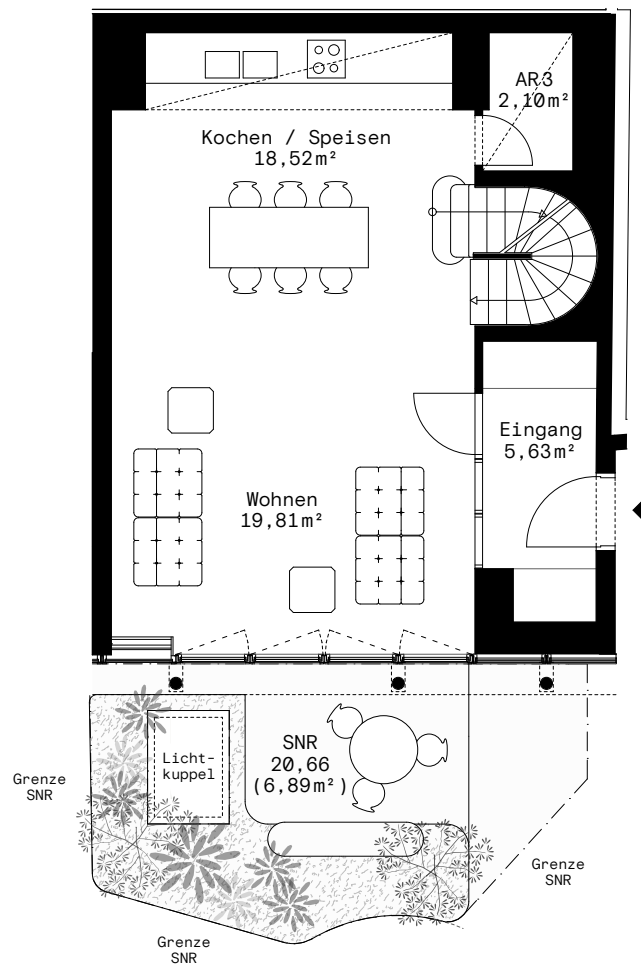 AR3
2,10m²
Kochen / Speisen
18,52m²
Eingang
5,63m²
Wohnen
19,81m²
SNR
20,66
(6,89m²)
Licht-
kuppel
Grenze
SNR
Grenze
SNR
Grenze
SNR